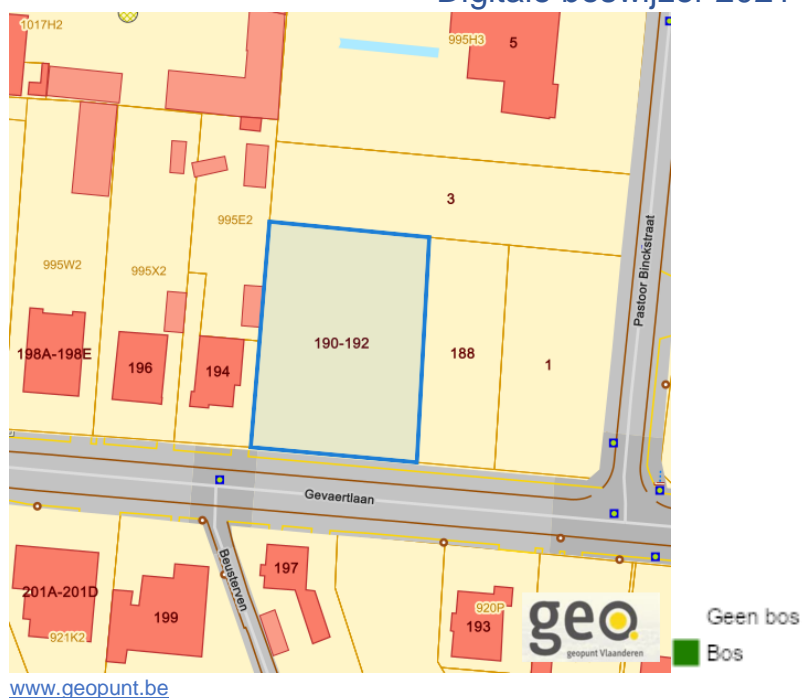 Digitale boswijzer 2021
1017H2
995H3
5
3
995E2
995W2
995X2
Pastoor Binckstraat
190-192
198A-198E
196
194
188
1
Gevaertlaan
Beusterven
197
201A-201D
199
921K2
920P
193
geo.
geopunt Vlaanderen
Geen bos
Bos
www.geopunt.be